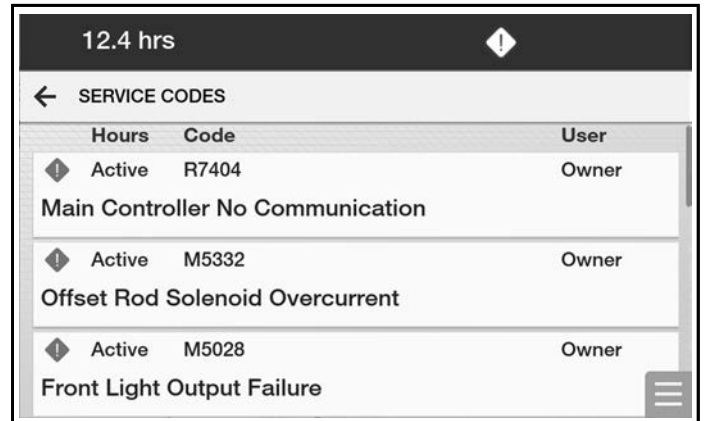 12.4 hrs
← SERVICE CODES
Hours Code User
Active R7404 Owner
Main Controller No Communication
Active M5332 Owner
Offset Rod Solenoid Overcurrent
Active M5028 Owner
Front Light Output Failure